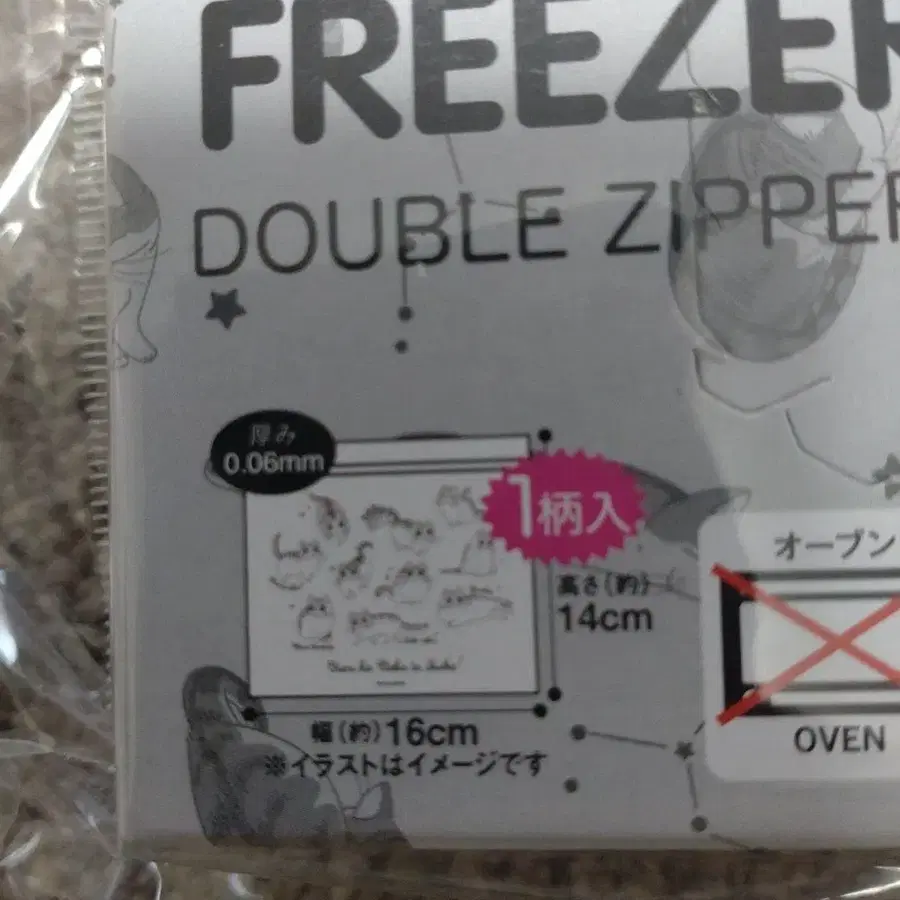 FREEZER
DOUBLE ZIPPER
厚み
0.06mm
1柄入
高さ(約)
14cm
幅(約)16cm
※イラストはイメージです
オーブン
OVEN